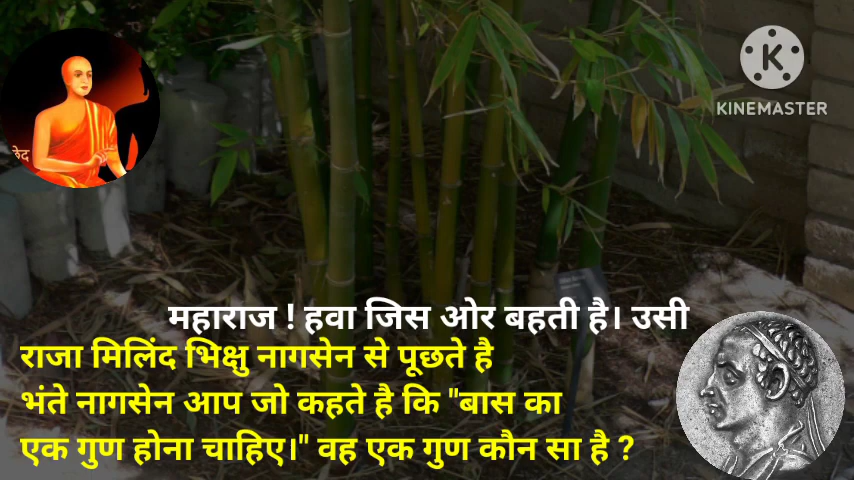 KINEMASTER
महाराज ! हवा जिस ओर बहती है। उसी
राजा मिलिंद भिक्षु नागसेन से पूछते है
भंते नागसेन आप जो कहते है कि "बास का
एक गुण होना चाहिए।" वह एक गुण कौन सा है ?